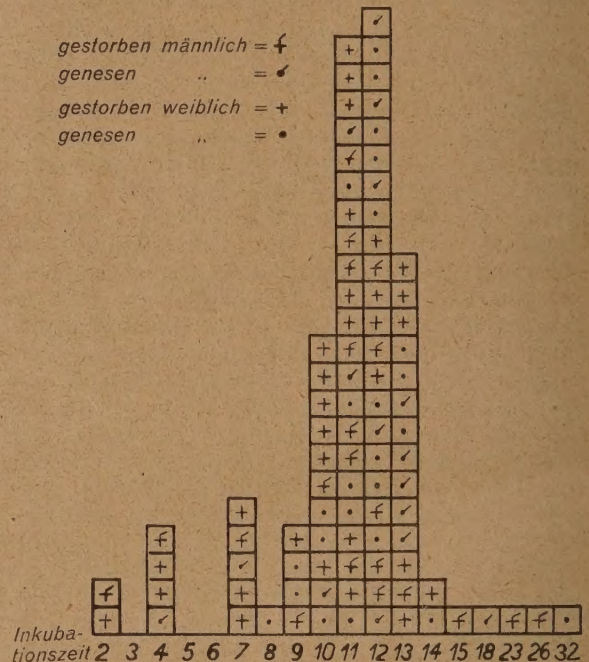 gestorben männlich = f
genesen „ =
gestorben weiblich = +
genesen „ = •
Inkuba-
tionszeit 2 3 4 5 6 7 8 9 10 11 12 13 14 15 18 23 26 32